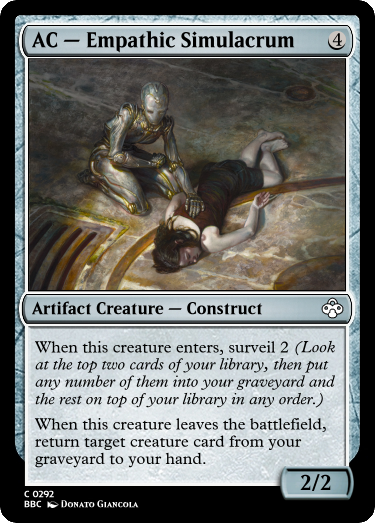 AC — Empathic Simulacrum 4
Artifact Creature — Construct
When this creature enters, surveil 2 (Look
at the top two cards of your library, then put
any number of them into your graveyard and
the rest on top of your library in any order.)
When this creature leaves the battlefield,
return target creature card from your
graveyard to your hand.
2/2
C 0292
BBC Donato Giancola